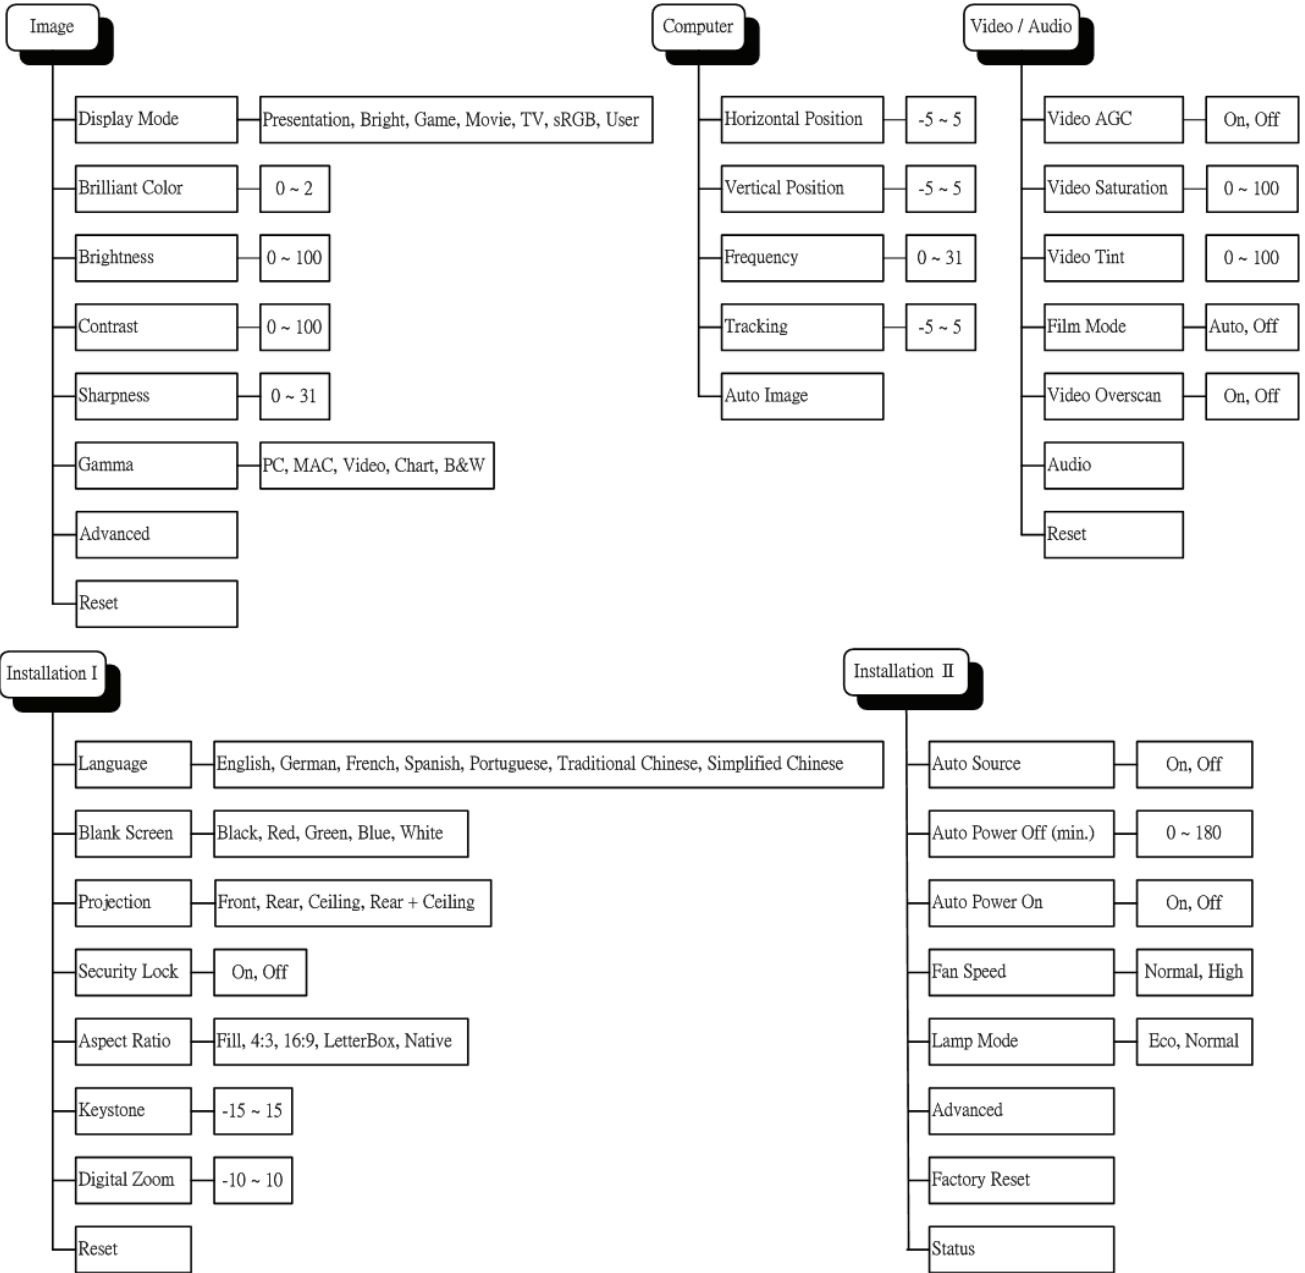 Image
Display Mode Presentation, Bright, Game, Movie, TV, sRGB, User
Brilliant Color 0 ~ 2
Brightness 0 ~ 100
Contrast 0 ~ 100
Sharpness 0 ~ 31
Gamma PC, MAC, Video, Chart, B&W
Advanced
Reset
Computer
Horizontal Position -5 ~ 5
Vertical Position -5 ~ 5
Frequency 0 ~ 31
Tracking -5 ~ 5
Auto Image
Video / Audio
Video AGC On, Off
Video Saturation 0 ~ 100
Video Tint 0 ~ 100
Film Mode Auto, Off
Video Overscan On, Off
Audio
Reset
Installation I
Language English, German, French, Spanish, Portuguese, Traditional Chinese, Simplified Chinese
Blank Screen Black, Red, Green, Blue, White
Projection Front, Rear, Ceiling, Rear + Ceiling
Security Lock On, Off
Aspect Ratio Fill, 4:3, 16:9, LetterBox, Native
Keystone -15 ~ 15
Digital Zoom -10 ~ 10
Reset
Installation II
Auto Source On, Off
Auto Power Off (min.) 0 ~ 180
Auto Power On On, Off
Fan Speed Normal, High
Lamp Mode Eco, Normal
Advanced
Factory Reset
Status